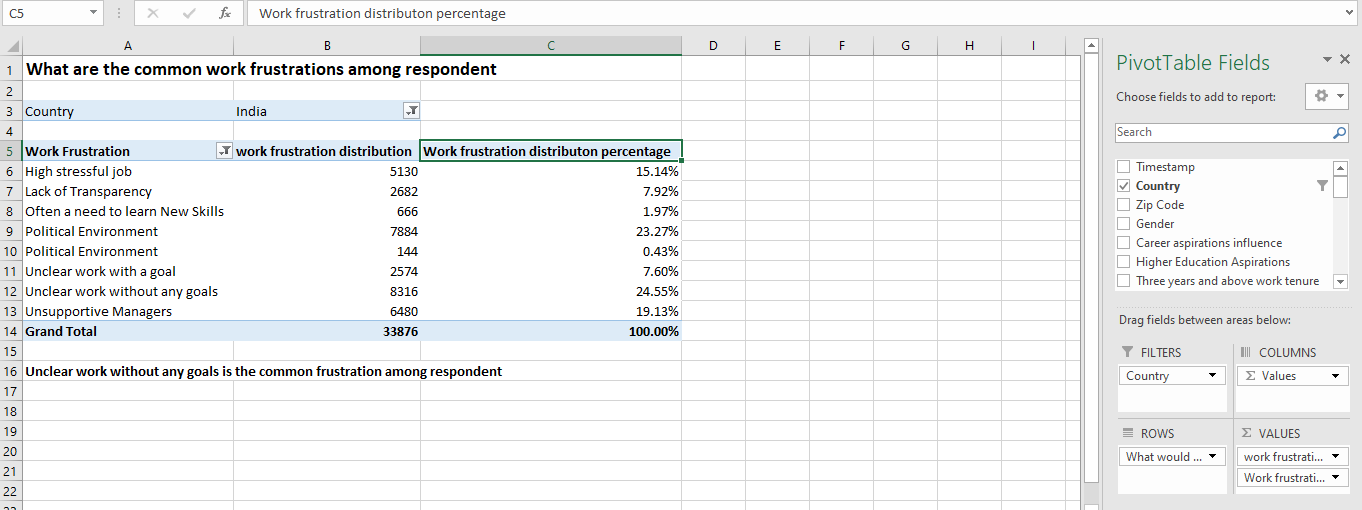 C5 fx Work frustration distributon percentage
A B C D E F G H I
1 What are the common work frustrations among respondent
2
3 Country India
4
5 Work Frustration work frustration distribution Work frustration distributon percentage
6 High stressful job 5130 15.14%
7 Lack of Transparency 2682 7.92%
8 Often a need to learn New Skills 666 1.97%
9 Political Environment 7884 23.27%
10 Political Environment 144 0.43%
11 Unclear work with a goal 2574 7.60%
12 Unclear work without any goals 8316 24.55%
13 Unsupportive Managers 6480 19.13%
14 Grand Total 33876 100.00%
15
16 Unclear work without any goals is the common frustration among respondent
17
18
19
20
21
22
PivotTable Fields
Choose fields to add to report:
Search
Timestamp
Country
Zip Code
Gender
Career aspirations influence
Higher Education Aspirations
Three years and above work tenure
Drag fields between areas below:
FILTERS COLUMNS
Country Σ Values
ROWS Σ VALUES
What would ... work frustrati...
Work frustrati...